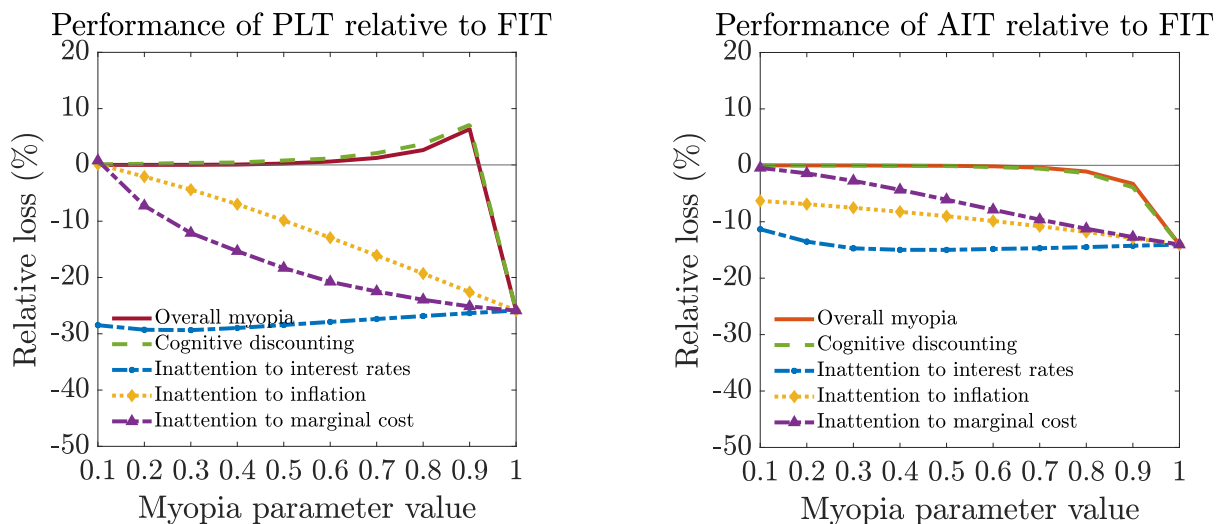 Performance of PLT relative to FIT
20
10
0
-10
-20
-30
-40
-50
Relative loss (%)
Overall myopia
Cognitive discounting
Inattention to interest rates
Inattention to inflation
Inattention to marginal cost
0.1 0.2 0.3 0.4 0.5 0.6 0.7 0.8 0.9 1
Myopia parameter value
Performance of AIT relative to FIT
20
10
0
-10
-20
-30
-40
-50
Relative loss (%)
Overall myopia
Cognitive discounting
Inattention to interest rates
Inattention to inflation
Inattention to marginal cost
0.1 0.2 0.3 0.4 0.5 0.6 0.7 0.8 0.9 1
Myopia parameter value